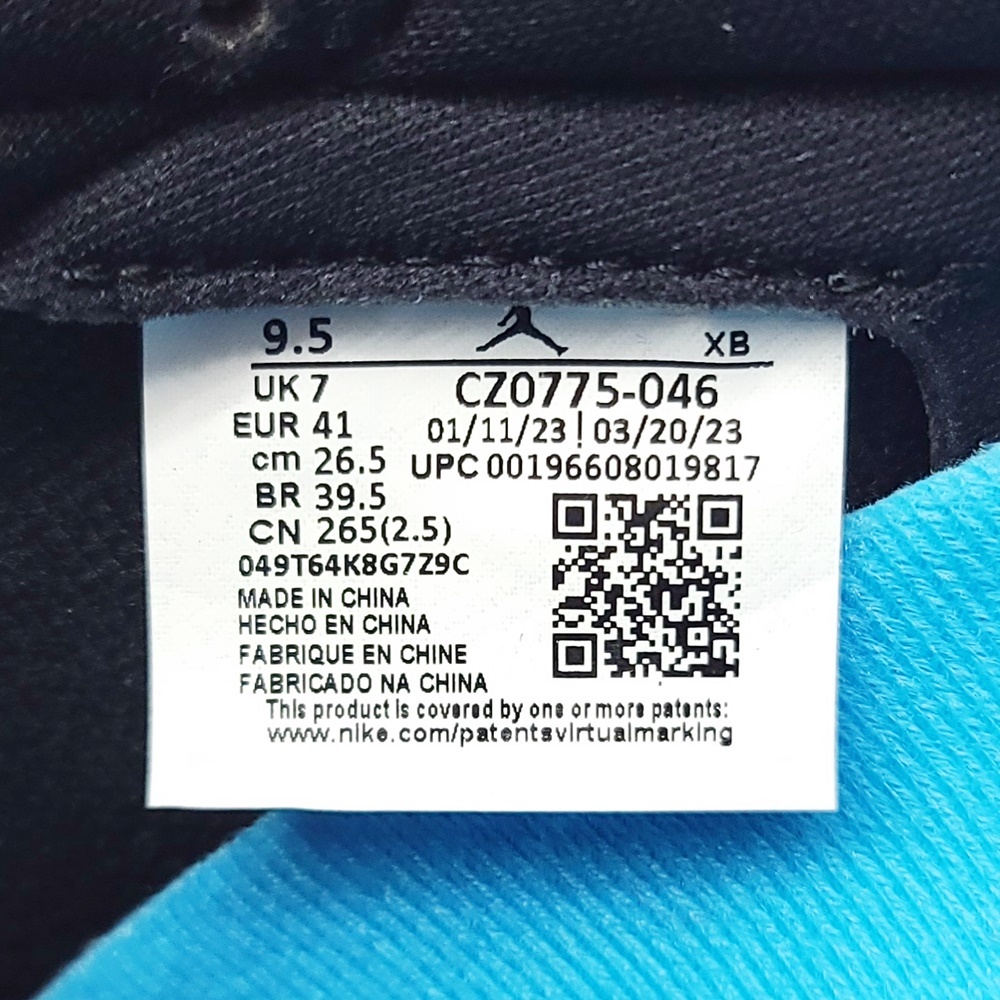 9.5 XB
UK 7 CZ0775-046
EUR 41 01/11/23 | 03/20/23
cm 26.5 UPC 00196608019817
BR 39.5
CN 265(2.5)
049T64K8G7Z9C
MADE IN CHINA
HECHO EN CHINA
FABRIQUE EN CHINE
FABRICADO NA CHINA
This product is covered by one or more patents:
www.nike.com/patentsvirtualmarking